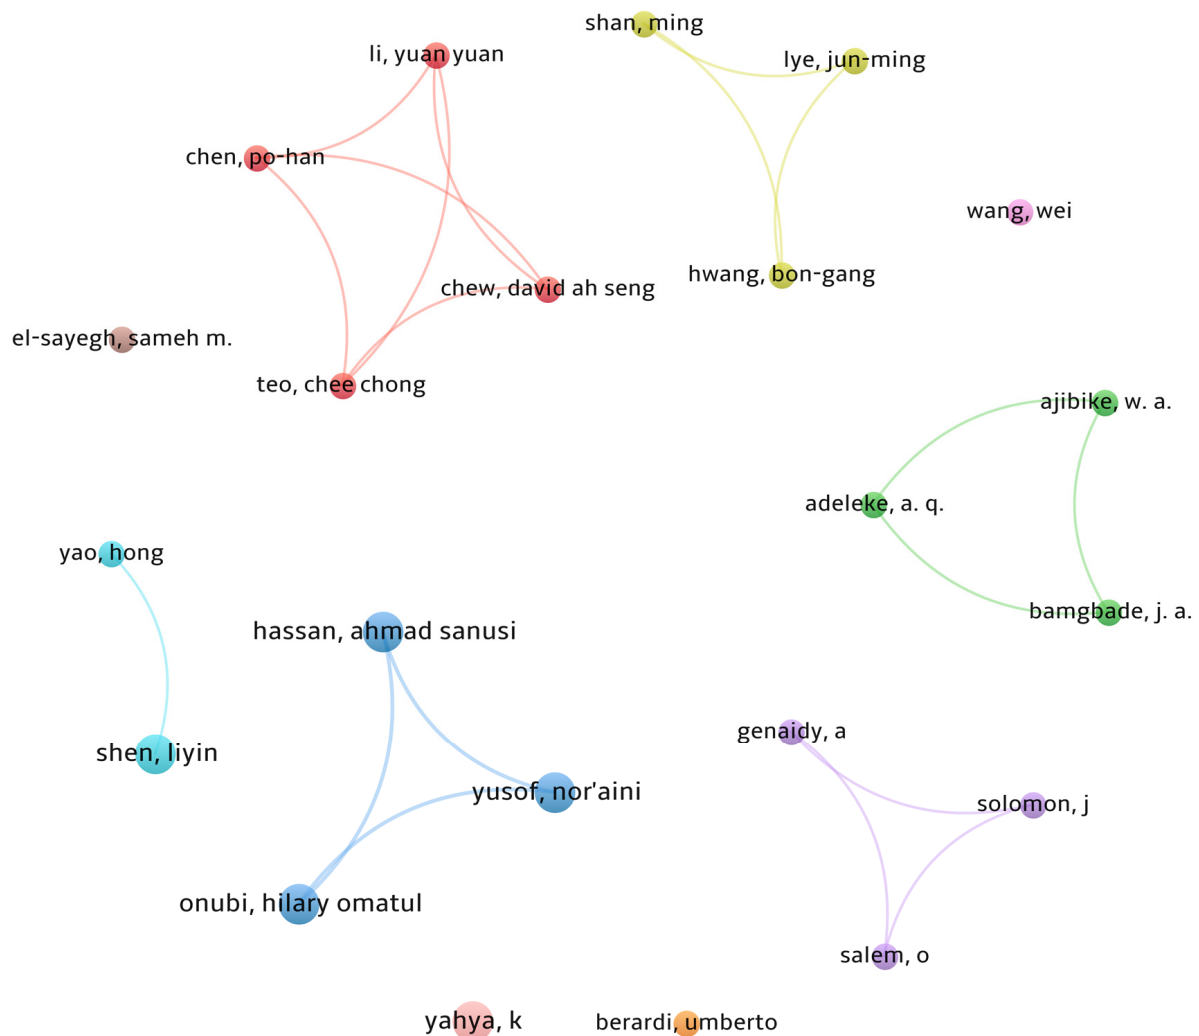 shan, ming
li, yuan yuan
lye, jun-ming
chen, po-han
wang, wei
hwang, bon-gang
chew, david ah seng
el-sayegh, sameh m.
teo, chee chong
ajibike, w. a.
adeleke, a. q.
yao, hong
bamgbade, j. a.
hassan, ahmad sanusi
genaidy, a
shen, liyin
yusof, nor'aini
solomon, j
onubi, hilary omatul
salem, o
yahya, k
berardi, umberto